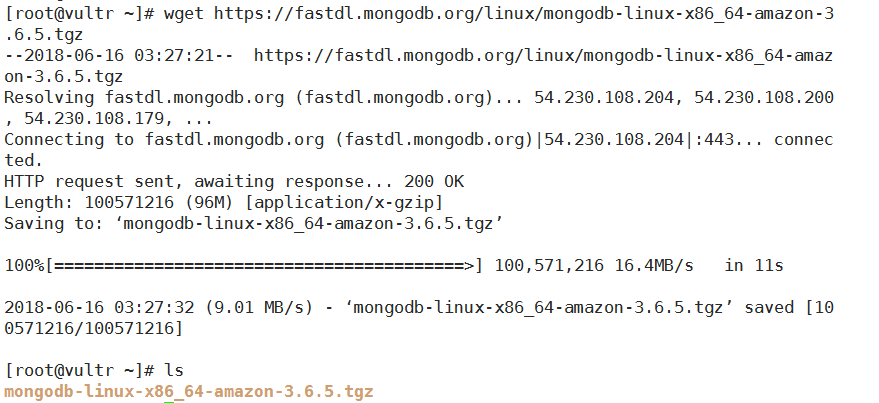 [root@vultr ~]# wget https://fastdl.mongodb.org/linux/mongodb-linux-x86_64-amazon-3
.6.5.tgz
--2018-06-16 03:27:21--  https://fastdl.mongodb.org/linux/mongodb-linux-x86_64-amaz
on-3.6.5.tgz
Resolving fastdl.mongodb.org (fastdl.mongodb.org)... 54.230.108.204, 54.230.108.200
, 54.230.108.179, ...
Connecting to fastdl.mongodb.org (fastdl.mongodb.org)|54.230.108.204|:443... connec
ted.
HTTP request sent, awaiting response... 200 OK
Length: 100571216 (96M) [application/x-gzip]
Saving to: ‘mongodb-linux-x86_64-amazon-3.6.5.tgz’
100%[=========================================>] 100,571,216 16.4MB/s   in 11s
2018-06-16 03:27:32 (9.01 MB/s) - ‘mongodb-linux-x86_64-amazon-3.6.5.tgz’ saved [10
0571216/100571216]
[root@vultr ~]# ls
mongodb-linux-x86_64-amazon-3.6.5.tgz